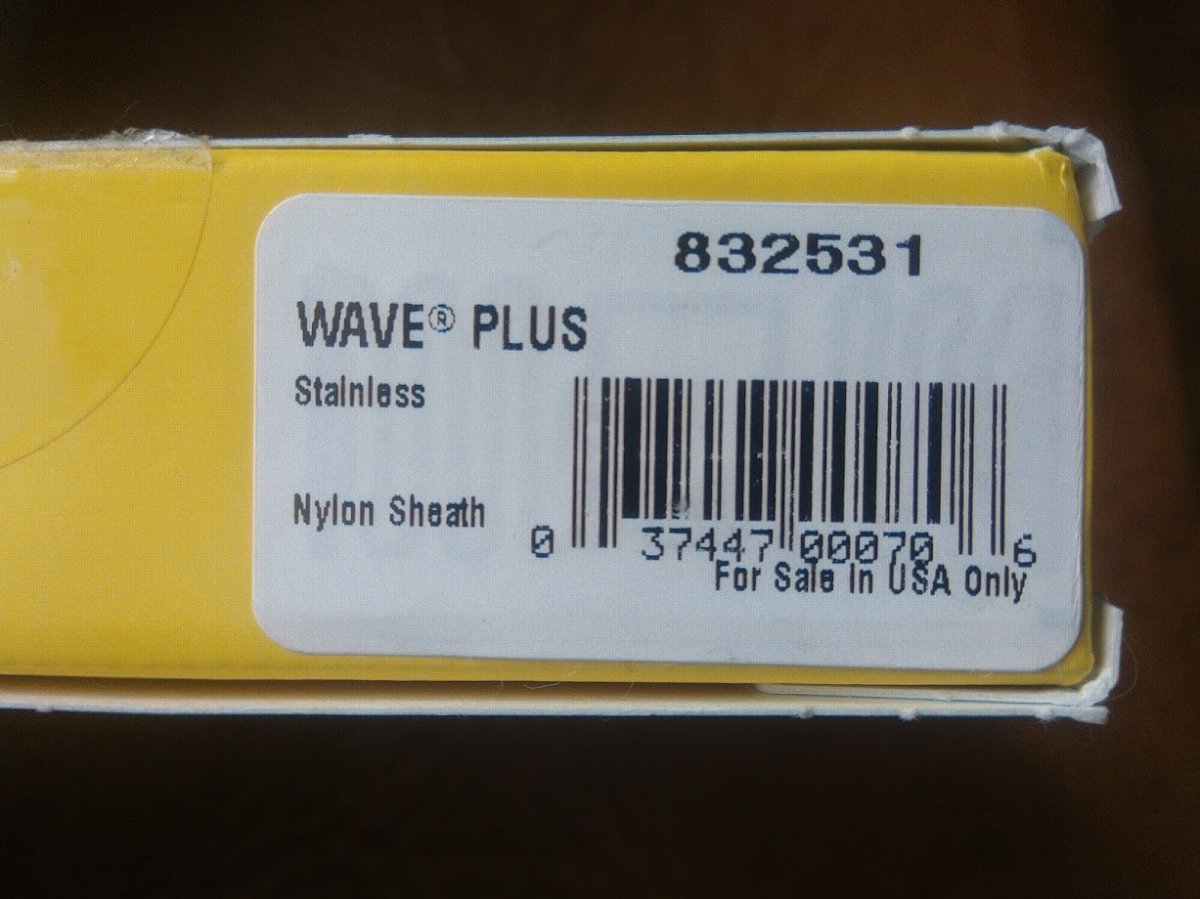 832531
WAVE® PLUS
Stainless
Nylon Sheath
0 37447 00070 6
For Sale in USA Only